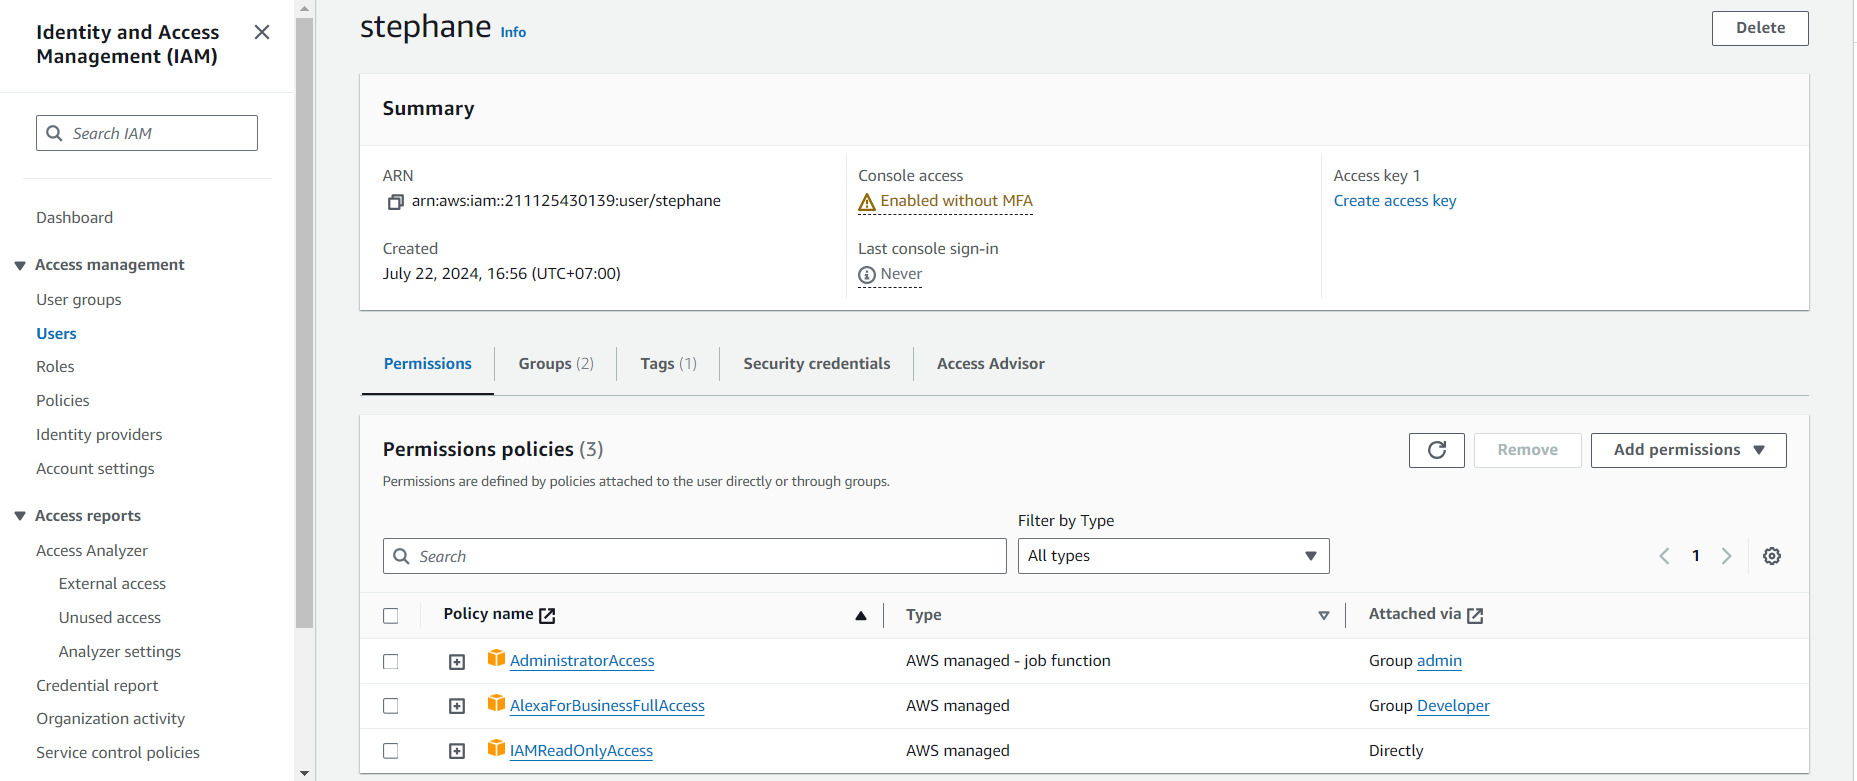 Identity and Access
Management (IAM)
Search IAM
Dashboard
Access management
User groups
Users
Roles
Policies
Identity providers
Account settings
Access reports
Access Analyzer
External access
Unused access
Analyzer settings
Credential report
Organization activity
Service control policies
stephane Info
Delete
Summary
ARN
arn:aws:iam::211125430139:user/stephane
Created
July 22, 2024, 16:56 (UTC+07:00)
Console access
Enabled without MFA
Last console sign-in
Never
Access key 1
Create access key
Permissions
Groups (2)
Tags (1)
Security credentials
Access Advisor
Permissions policies (3)
Permissions are defined by policies attached to the user directly or through groups.
Remove
Add permissions
Filter by Type
Search
All types
1
Policy name
Type
Attached via
AdministratorAccess
AWS managed - job function
Group admin
AlexaForBusinessFullAccess
AWS managed
Group Developer
IAMReadOnlyAccess
AWS managed
Directly